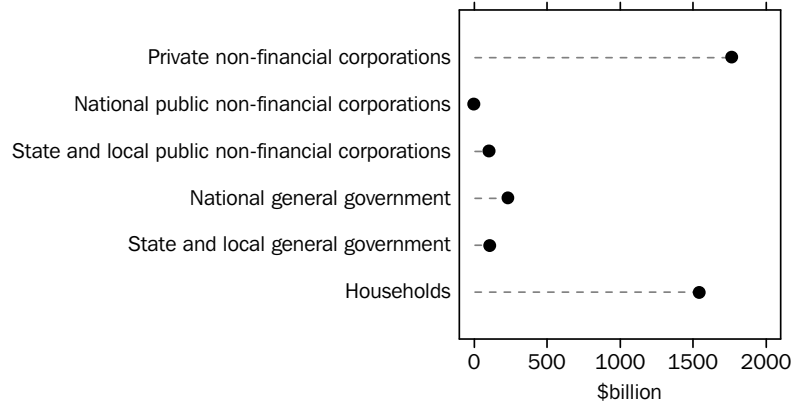 Private non-financial corporations
National public non-financial corporations
State and local public non-financial corporations
National general government
State and local general government
Households
0 500 1000 1500 2000
$billion